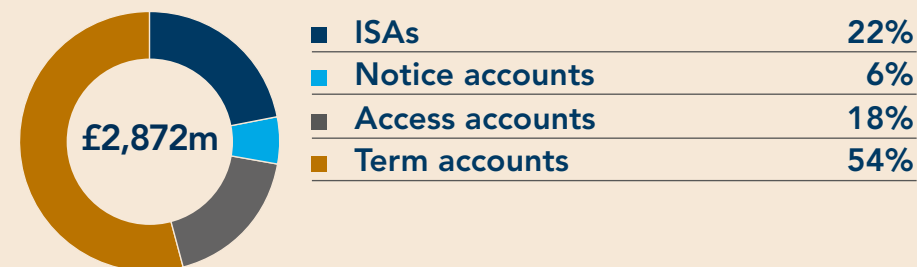 £2,872m
ISAs 22%
Notice accounts 6%
Access accounts 18%
Term accounts 54%